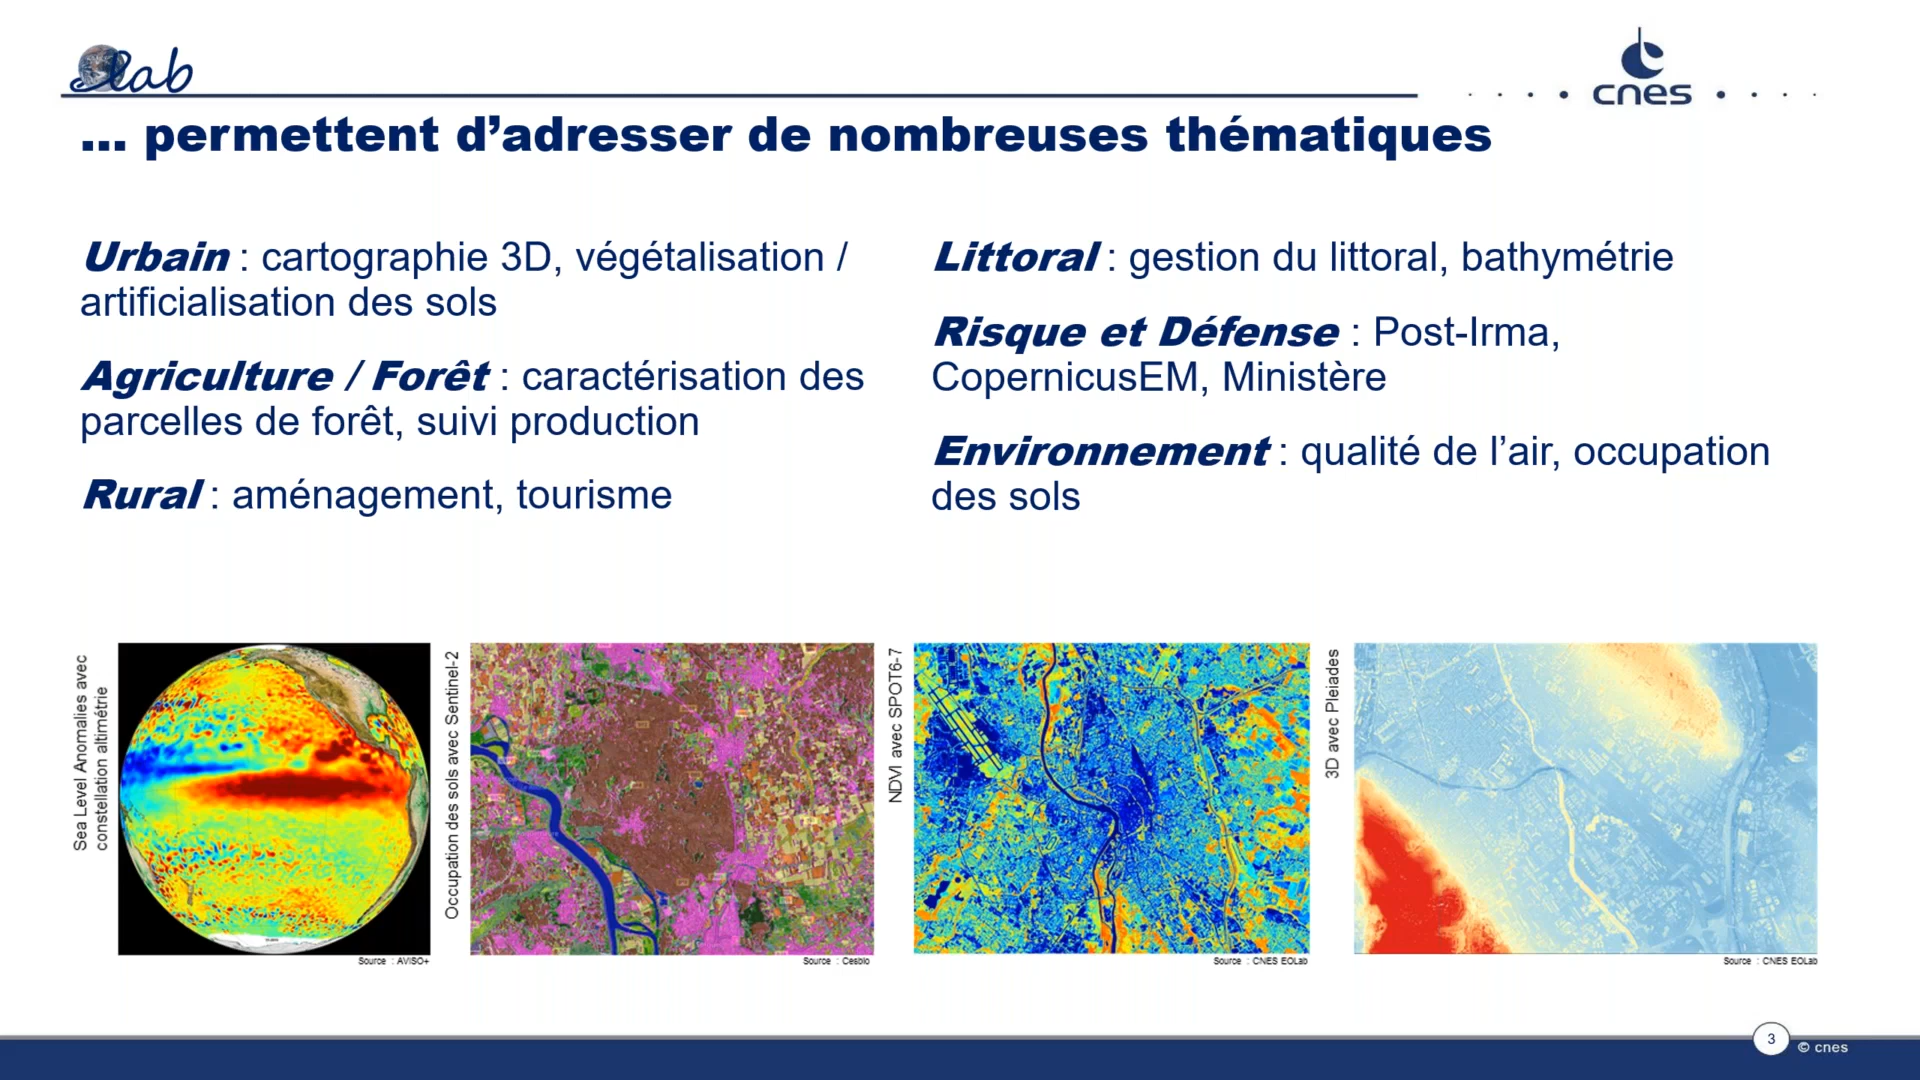 lab
cnes
... permettent d’adresser de nombreuses thématiques
Urbain : cartographie 3D, végétalisation /
artificialisation des sols
Agriculture / Forêt : caractérisation des
parcelles de forêt, suivi production
Rural : aménagement, tourisme
Littoral : gestion du littoral, bathymétrie
Risque et Défense : Post-Irma,
CopernicusEM, Ministère
Environnement : qualité de l’air, occupation
des sols
Sea Level Anomalies avec
constellation altimétrie
Source : AVISO+
Occupation des sols avec Sentinel-2
Source : Cesbio
NDVI avec SPOT6-7
Source : CNES EOLab
3D avec Pleiades
Source : CNES EOLab
3
© cnes